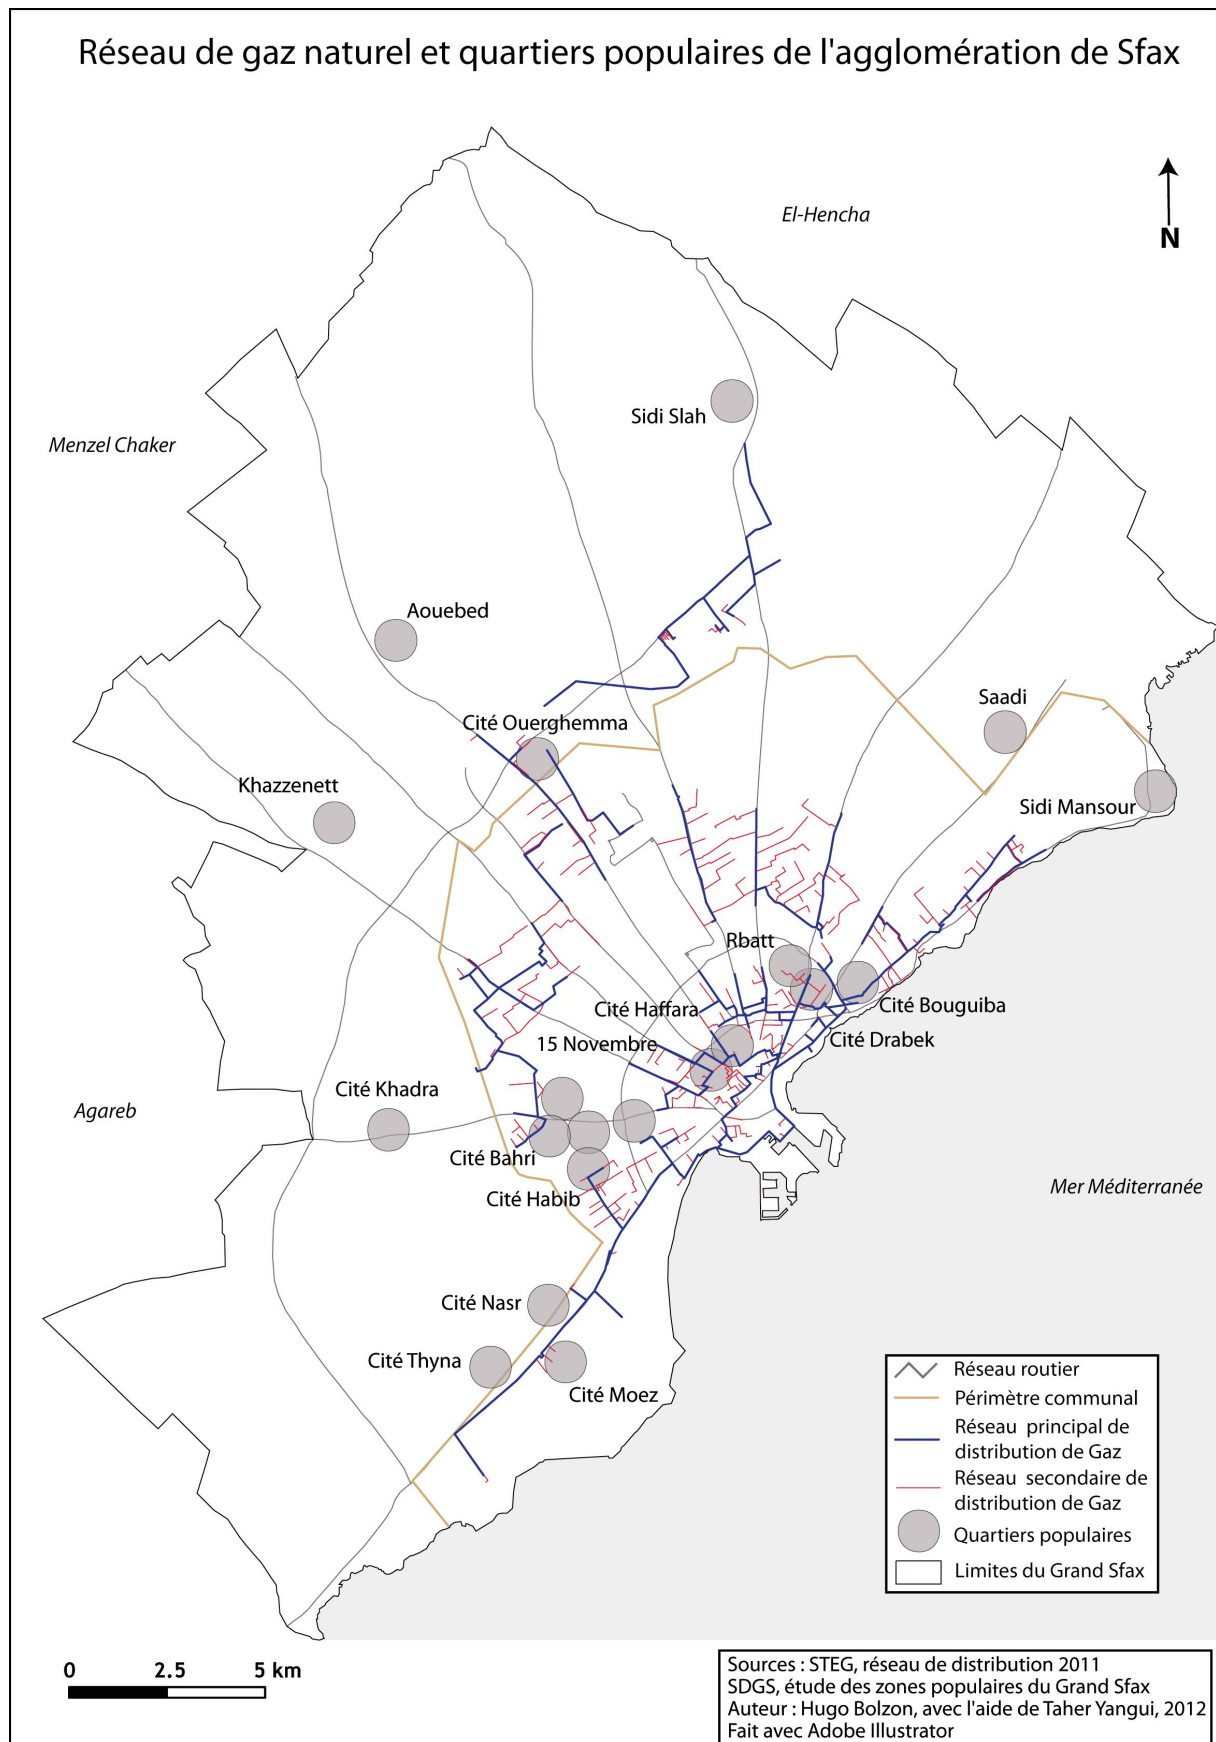 Réseau de gaz naturel et quartiers populaires de l'agglomération de Sfax
El-Hencha
N
Sidi Slah
Menzel Chaker
Aouebed
Saadi
Cité Ouerghemma
Khazzenett
Sidi Mansour
Rbatt
Cité Haffara
Cité Bouguiba
15 Novembre
Cité Drabek
Cité Khadra
Agareb
Cité Bahri
Cité Habib
Mer Méditerranée
Cité Nasr
Cité Thyna
Cité Moez
Réseau routier
Périmètre communal
Réseau principal de
distribution de Gaz
Réseau secondaire de
distribution de Gaz
Quartiers populaires
Limites du Grand Sfax
0 2.5 5 km
Sources : STEG, réseau de distribution 2011
SDGS, étude des zones populaires du Grand Sfax
Auteur : Hugo Bolzon, avec l'aide de Taher Yangui, 2012
Fait avec Adobe Illustrator